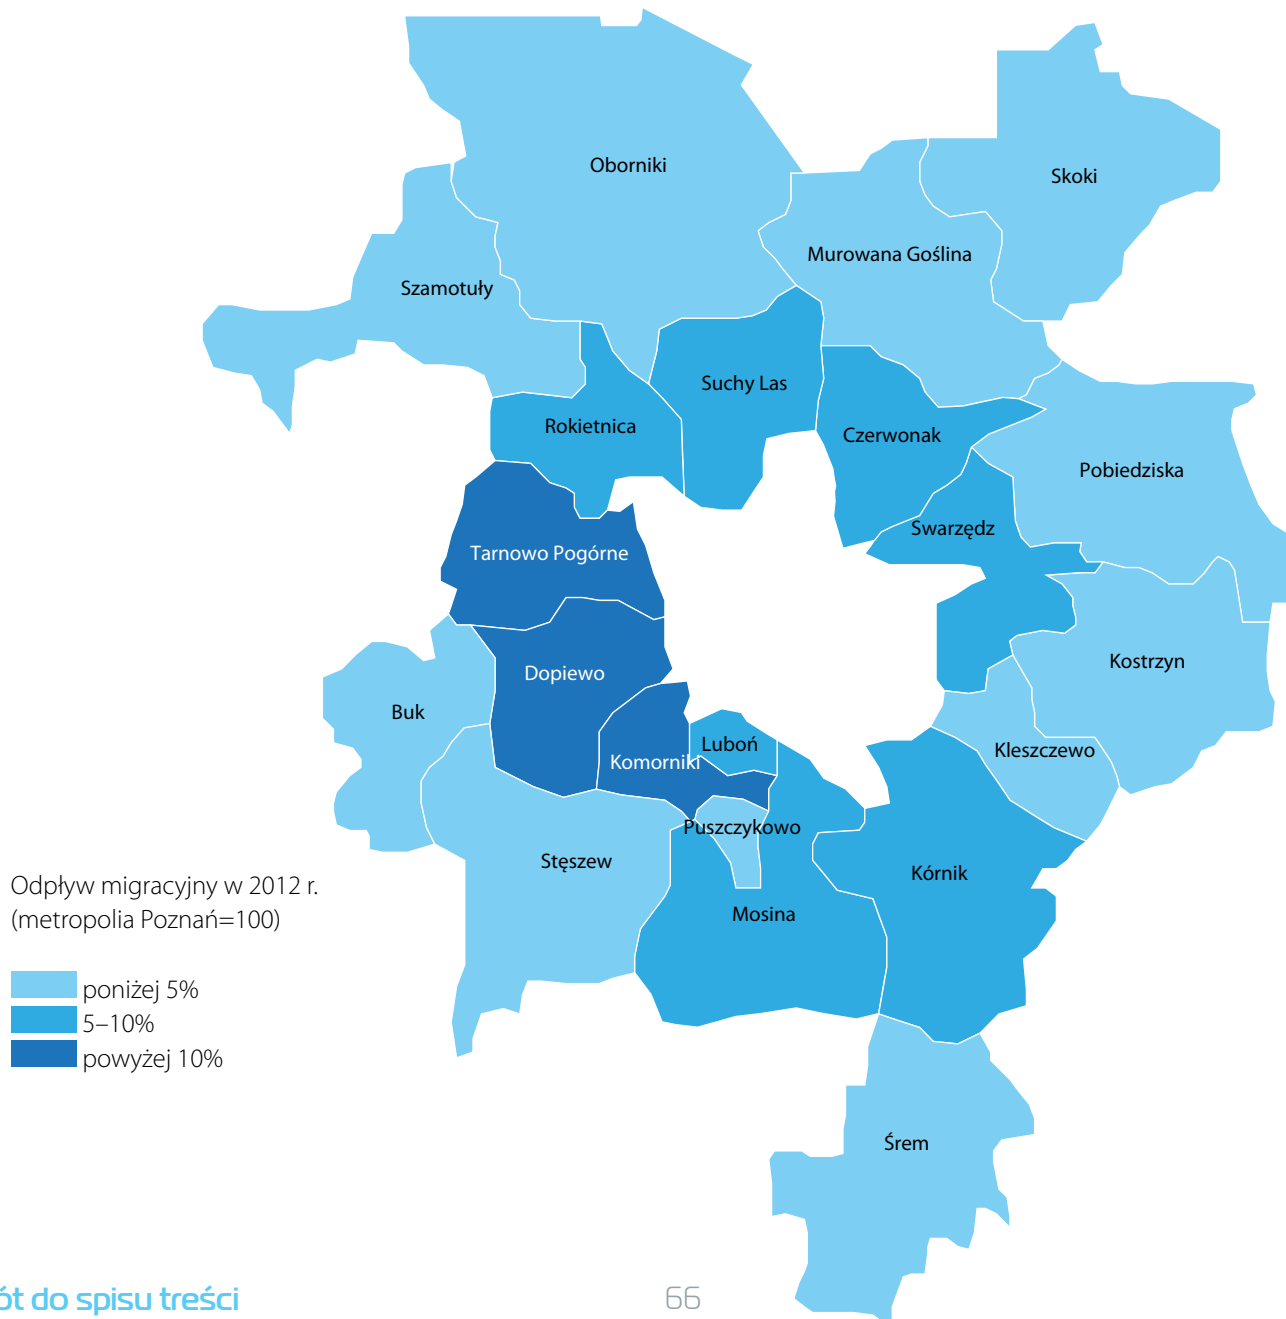 Oborniki
Skoki
Murowana Goślina
Szamotuły
Suchy Las
Rokietnica
Czerwonak
Pobiedziska
Swarzędz
Tarnowo Pogórne
Kostrzyn
Dopiewo
Buk
Luboń
Kleszczewo
Komorniki
Puszczykowo
Stęszew
Kórnik
Mosina
Odpływ migracyjny w 2012 r.
(metropolia Poznań=100)
poniżej 5%
5–10%
powyżej 10%
Śrem
ót do spisu treści
66